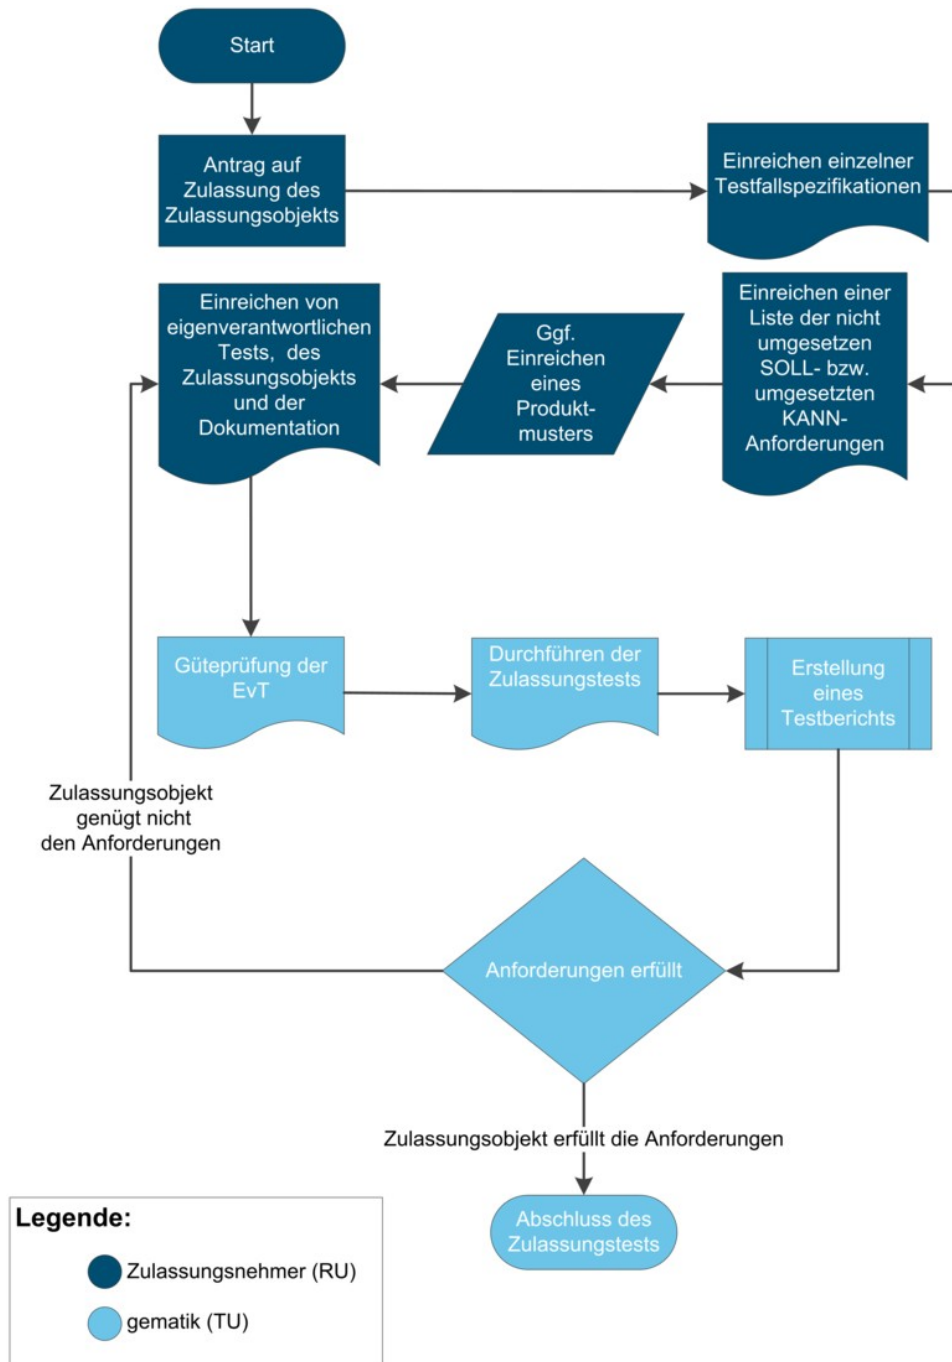 Start
Antrag auf
Zulassung des
Zulassungsobjekts
Einreichen einzelner
Testfallspezifikationen
Einreichen von
eigenverantwortlichen
Tests, des
Zulassungsobjekts
und der
Dokumentation
Ggf.
Einreichen
eines
Produkt-
musters
Einreichen einer
Liste der nicht
umgesetzen
SOLL- bzw.
umgesetzten
KANN-
Anforderungen
Güteprüfung der
EvT
Durchführen der
Zulassungstests
Erstellung
eines
Testberichts
Zulassungsobjekt
genügt nicht
den Anforderungen
Anforderungen erfüllt
Zulassungsobjekt erfüllt die Anforderungen
Abschluss des
Zulassungstests
Legende:
Zulassungsnehmer (RU)
gematik (TU)